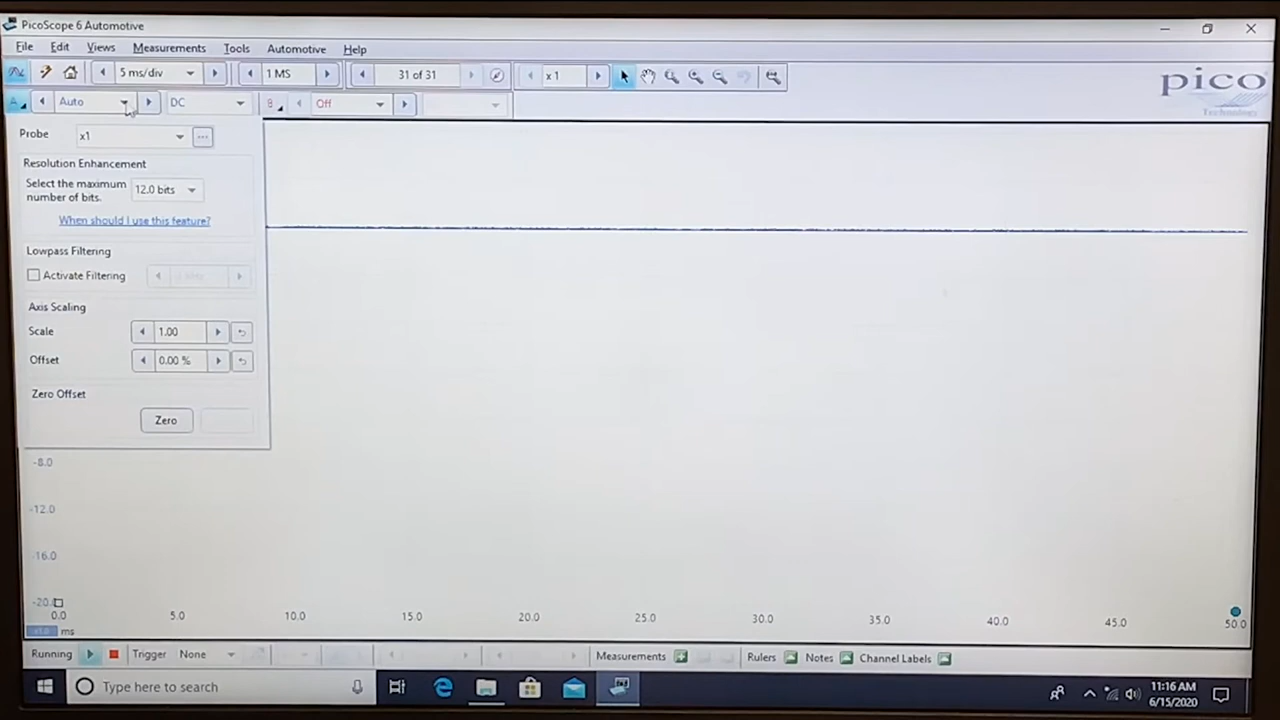 PicoScope 6 Automotive
File Edit Views Measurements Tools Automotive Help
5 ms/div 1 MS 31 of 31 x 1
pico
Technology
A Auto DC B Off
Probe x1 ...
Resolution Enhancement
Select the maximum
number of bits. 12.0 bits
When should I use this feature?
Lowpass Filtering
Activate Filtering
Axis Scaling
Scale 1.00
Offset 0.00 %
Zero Offset
Zero
-8.0
-12.0
-16.0
-20.0
0.0 5.0 10.0 15.0 20.0 25.0 30.0 35.0 40.0 45.0 50.0
x1.0 ms
Running Trigger None Measurements Rulers Notes Channel Labels
Type here to search
11:16 AM
6/15/2020